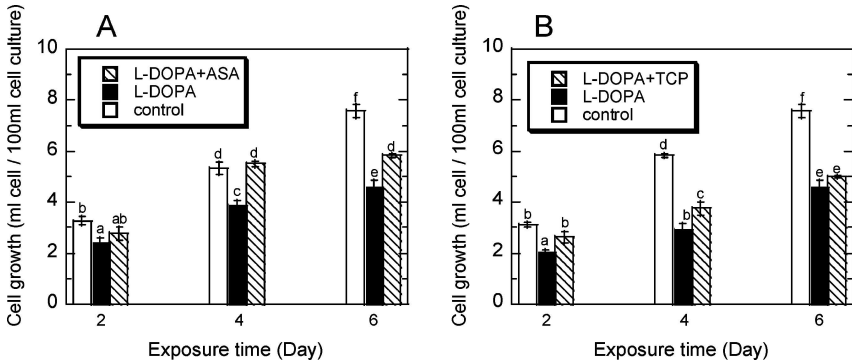 A
Cell growth (ml cell / 100ml cell culture)
10
8
6
4
2
0
L-DOPA+ASA
L-DOPA
control
b
a
ab
d
c
d
f
e
d
2
4
6
Exposure time (Day)
B
Cell growth (ml cell / 100ml cell culture)
10
8
6
4
2
0
L-DOPA+TCP
L-DOPA
control
b
a
b
d
b
c
f
e
e
2
4
6
Exposure time (Day)